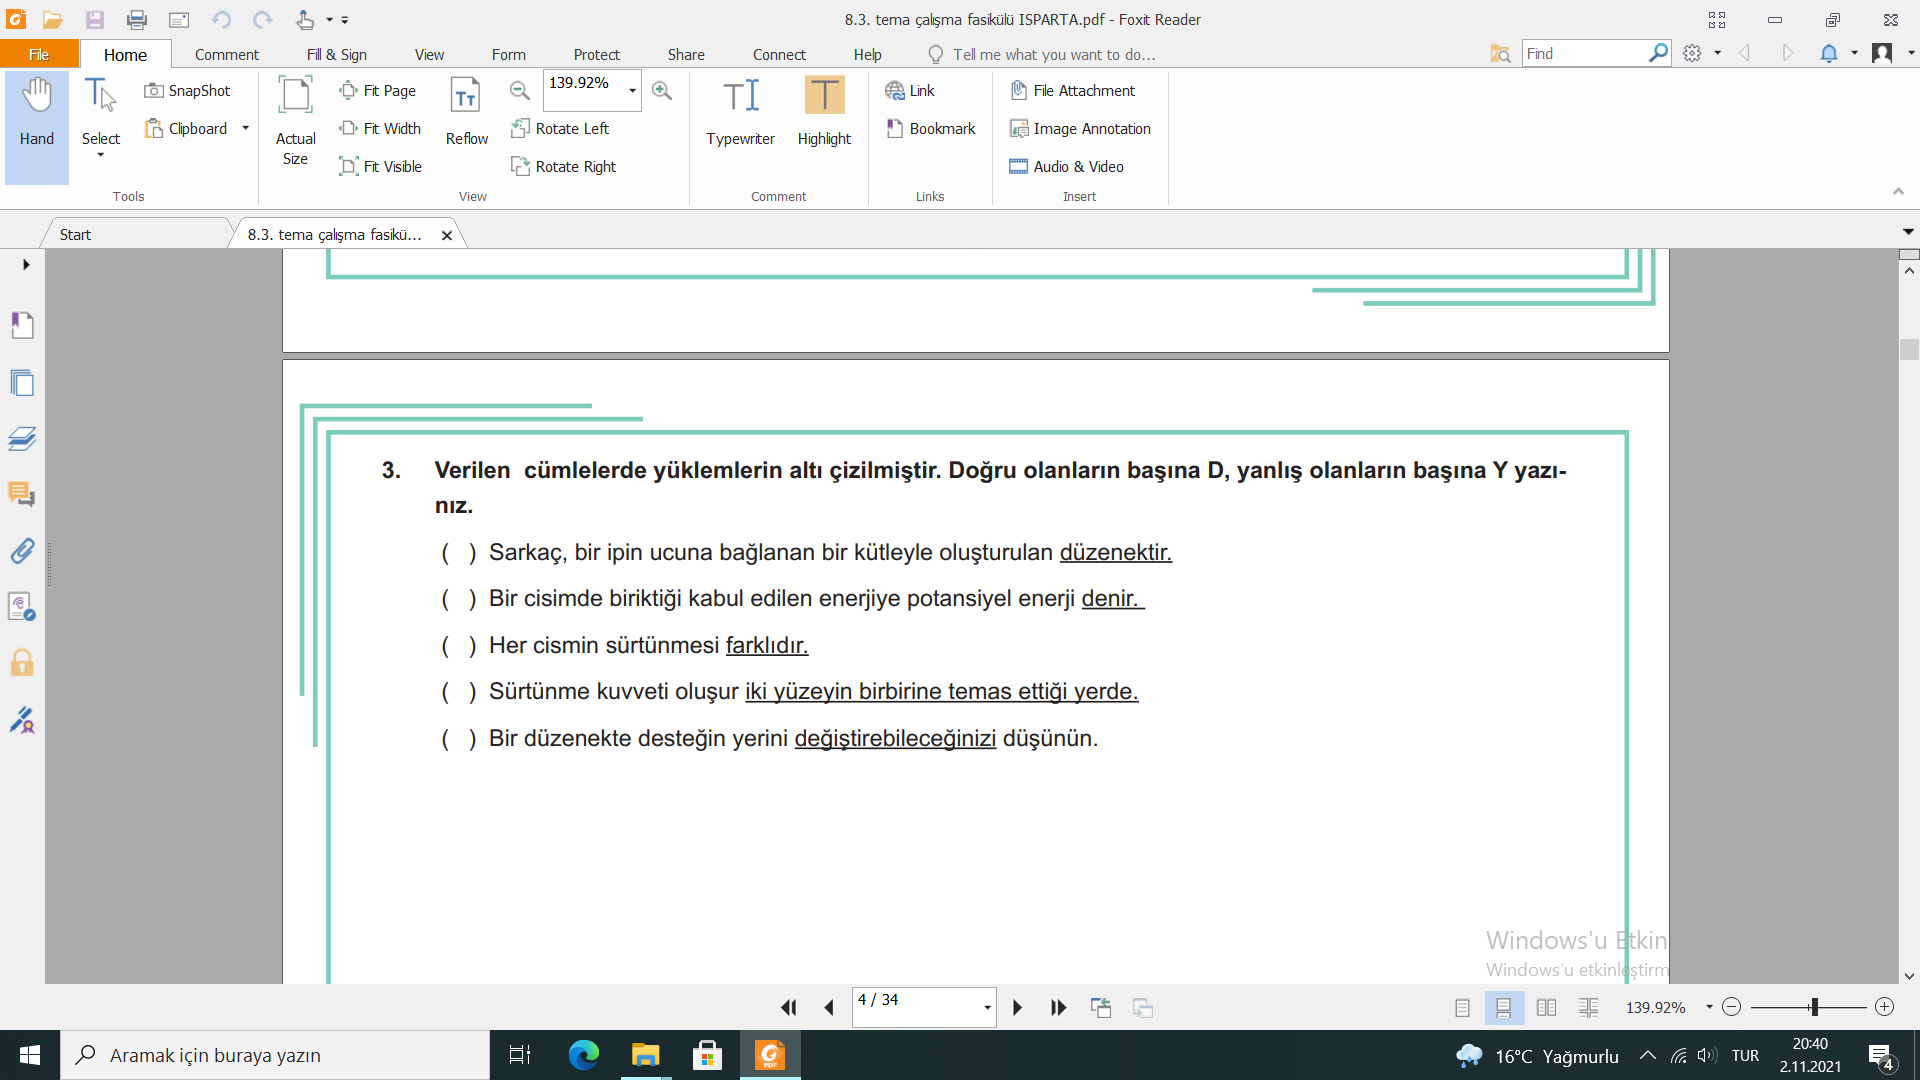 8.3. tema çalışma fasikülü ISPARTA.pdf - Foxit Reader
File Home Comment Fill & Sign View Form Protect Share Connect Help Tell me what you want to do... Find
Hand
Select
SnapShot
Clipboard
Tools
Actual
Size
Fit Page
Fit Width
Fit Visible
Reflow
139.92%
Rotate Left
Rotate Right
View
Typewriter
Highlight
Comment
Link
Bookmark
Links
File Attachment
Image Annotation
Audio & Video
Insert
Start
8.3. tema çalışma fasikü...
3. Verilen cümlelerde yüklemlerin altı çizilmiştir. Doğru olanların başına D, yanlış olanların başına Y yazı-
nız.
( ) Sarkaç, bir ipin ucuna bağlanan bir kütleyle oluşturulan düzenektir.
( ) Bir cisimde biriktiği kabul edilen enerjiye potansiyel enerji denir.
( ) Her cismin sürtünmesi farklıdır.
( ) Sürtünme kuvveti oluşur iki yüzeyin birbirine temas ettiği yerde.
( ) Bir düzenekte desteğin yerini değiştirebileceğinizi düşünün.
Windows'u Etkin
Windows'u etkinleştirm
4 / 34
139.92%
Aramak için buraya yazın
16°C Yağmurlu
TUR
20:40
2.11.2021
4